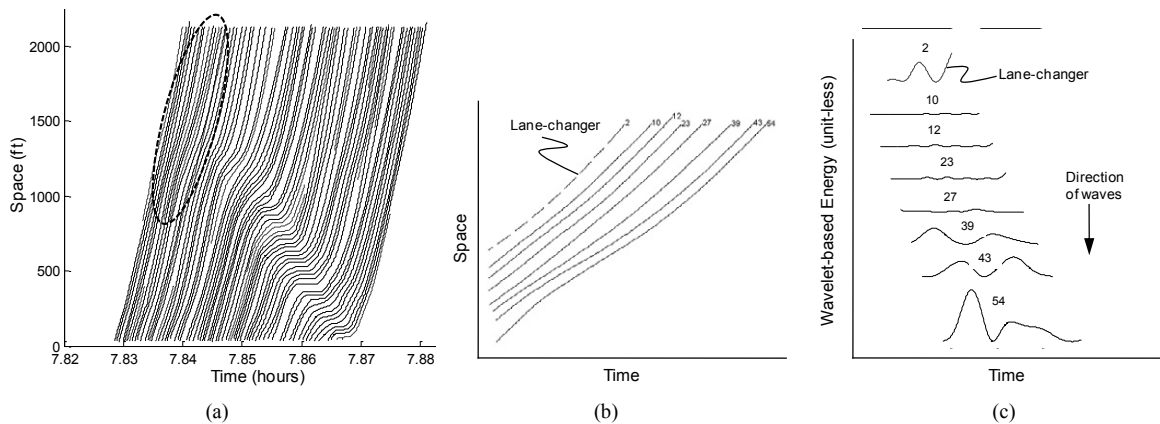 2000
1500
1000
500
0
Space (ft)
7.82
7.83
7.84
7.85
7.86
7.87
7.88
Time (hours)
(a)
Lane-changer
2
10
12
23
27
39
43
Space
Time
(b)
Wavelet-based Energy (unit-less)
2
Lane-changer
10
12
23
27
39
43
54
Direction
of waves
Time
(c)